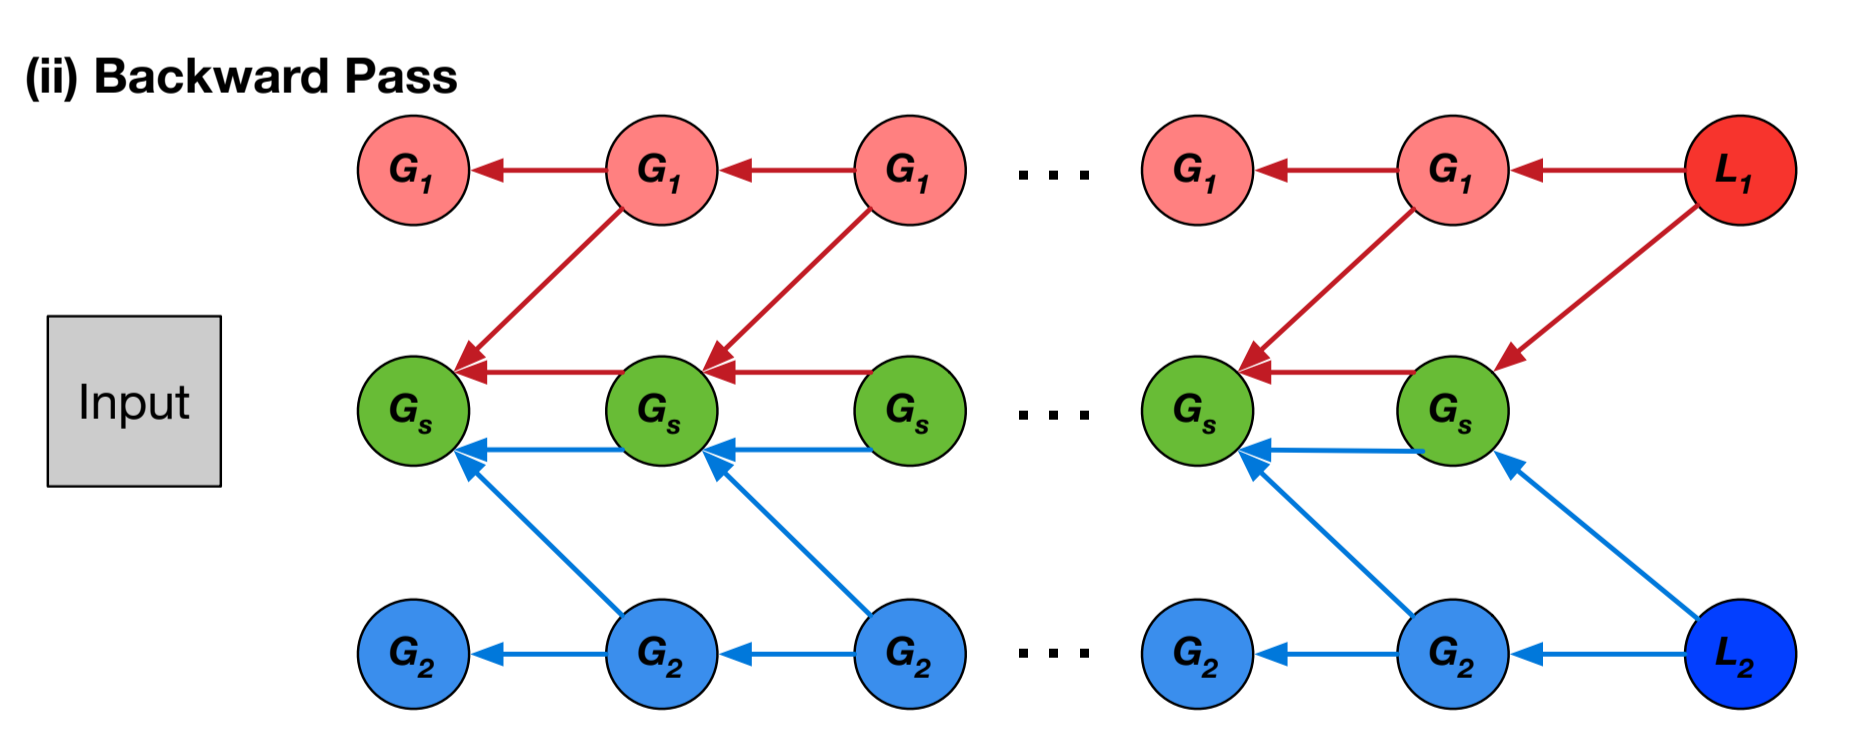 (ii) Backward Pass
G1 G1 G1 . . . G1 G1 L1
Input
Gs Gs Gs . . . Gs Gs
G2 G2 G2 . . . G2 G2 L2